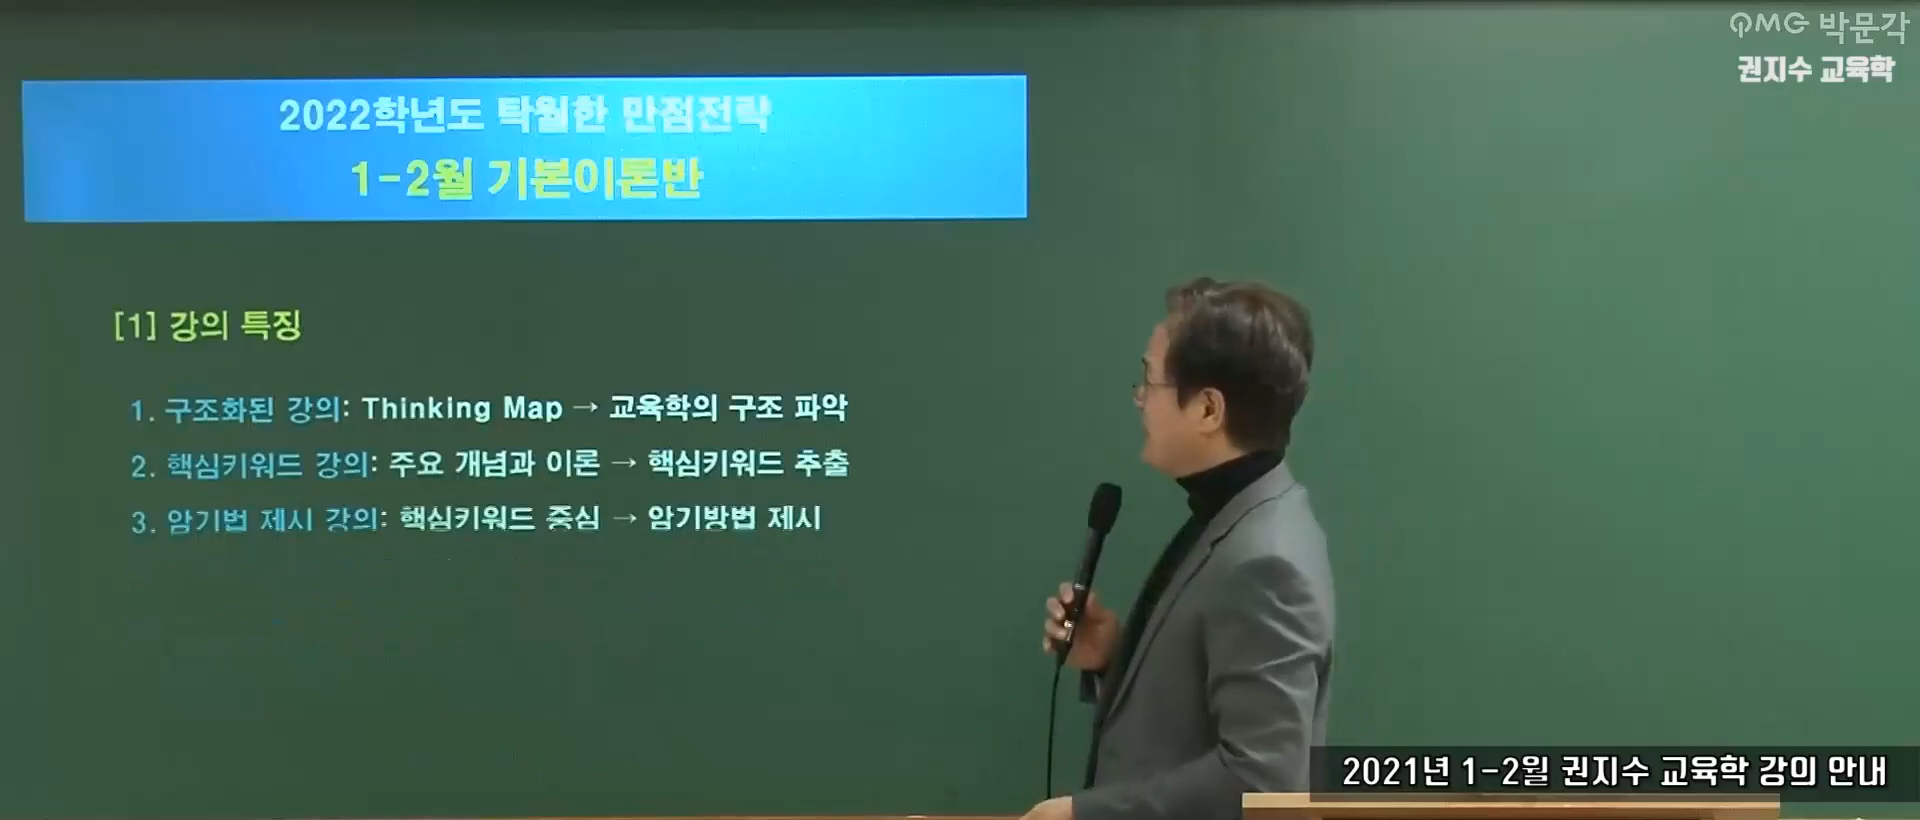 PMG 박문각
권지수 교육학
2022학년도 탁월한 만점전략
1-2월 기본이론반
[1] 강의 특징
1. 구조화된 강의: Thinking Map → 교육학의 구조 파악
2. 핵심키워드 강의: 주요 개념과 이론 → 핵심키워드 추출
3. 암기법 제시 강의: 핵심키워드 중심 → 암기방법 제시
2021년 1-2월 권지수 교육학 강의 안내